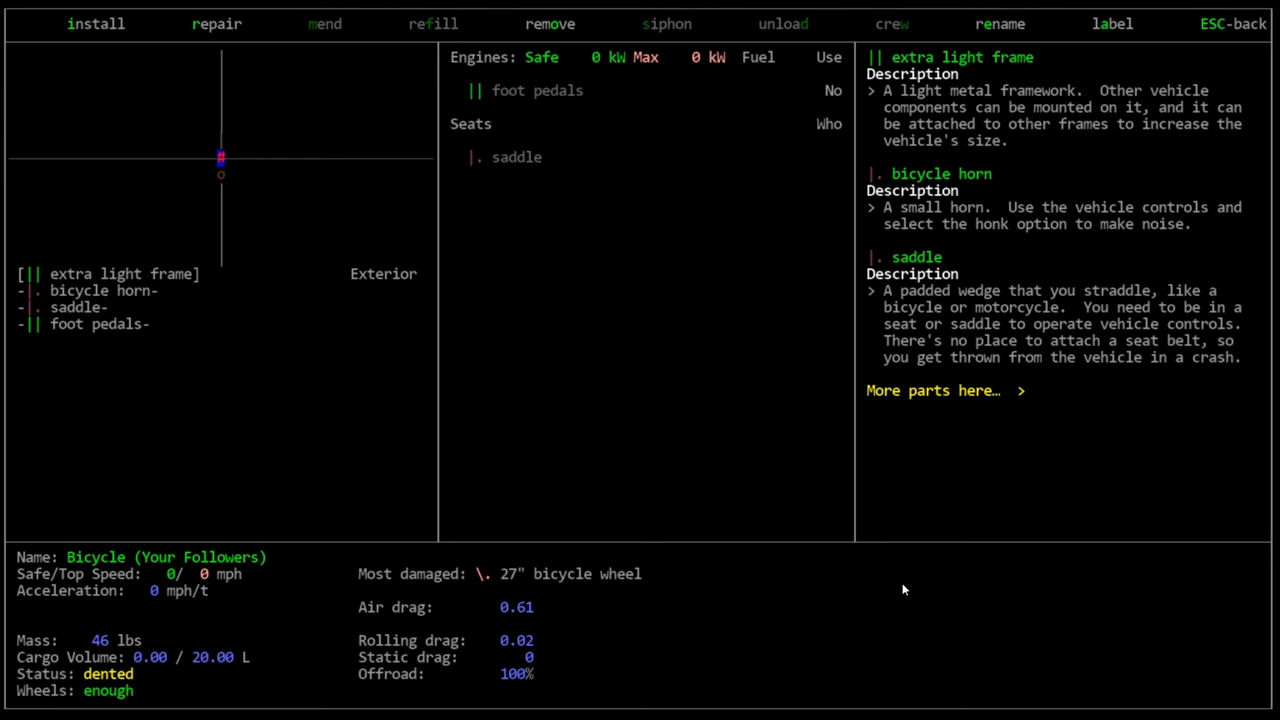 install repair mend refill remove siphon unload crew rename label ESC-back
#
o
[|| extra light frame] Exterior
-|. bicycle horn-
-|. saddle-
-|| foot pedals-
Engines: Safe 0 kW Max 0 kW Fuel Use
|| foot pedals No
Seats Who
|. saddle
|| extra light frame
Description
> A light metal framework. Other vehicle
components can be mounted on it, and it can
be attached to other frames to increase the
vehicle's size.
|. bicycle horn
Description
> A small horn. Use the vehicle controls and
select the honk option to make noise.
|. saddle
Description
> A padded wedge that you straddle, like a
bicycle or motorcycle. You need to be in a
seat or saddle to operate vehicle controls.
There's no place to attach a seat belt, so
you get thrown from the vehicle in a crash.
More parts here… >
Name: Bicycle (Your Followers)
Safe/Top Speed: 0/ 0 mph
Acceleration: 0 mph/t
Mass: 46 lbs
Cargo Volume: 0.00 / 20.00 L
Status: dented
Wheels: enough
Most damaged: \. 27" bicycle wheel
Air drag: 0.61
Rolling drag: 0.02
Static drag: 0
Offroad: 100%